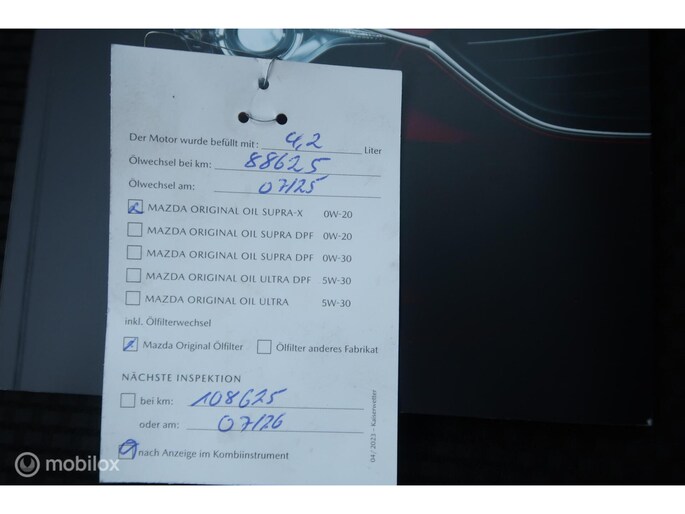 Der Motor wurde befüllt mit: 4,2 Liter
Ölwechsel bei km: 88625
Ölwechsel am: 07/25
MAZDA ORIGINAL OIL SUPRA-X 0W-20
MAZDA ORIGINAL OIL SUPRA DPF 0W-20
MAZDA ORIGINAL OIL SUPRA DPF 0W-30
MAZDA ORIGINAL OIL ULTRA DPF 5W-30
MAZDA ORIGINAL OIL ULTRA 5W-30
inkl. Ölfilterwechsel
Mazda Original Ölfilter Ölfilter anderes Fabrikat
NÄCHSTE INSPEKTION
bei km: 108625
oder am: 07/26
nach Anzeige im Kombiinstrument
04/2023 - Kaiserwetter
mobilox